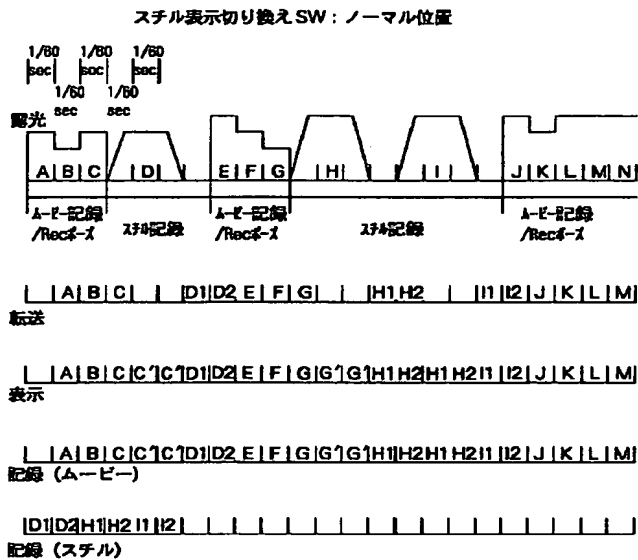 スチル表示切り換えSW：ノーマル位置
1/60 1/60 1/60
sec soc sec
1/60 1/60
sec sec
露光
A B C D E F G H I J K L M N
ムービー記録 スチル記録 ムービー記録 スチル記録 ムービー記録
/Recポーズ /Recポーズ /Recポーズ
A B C D1 D2 E F G H1 H2 I1 I2 J K L M
転送
A B C C' C' D1 D2 E F G G' G' H1 H2 H1 H2 I1 I2 J K L M
表示
A B C C' C' D1 D2 E F G G' G' H1 H2 H1 H2 I1 I2 J K L M
記録（ムービー）
D1 D2 H1 H2 I1 I2
記録（スチル）